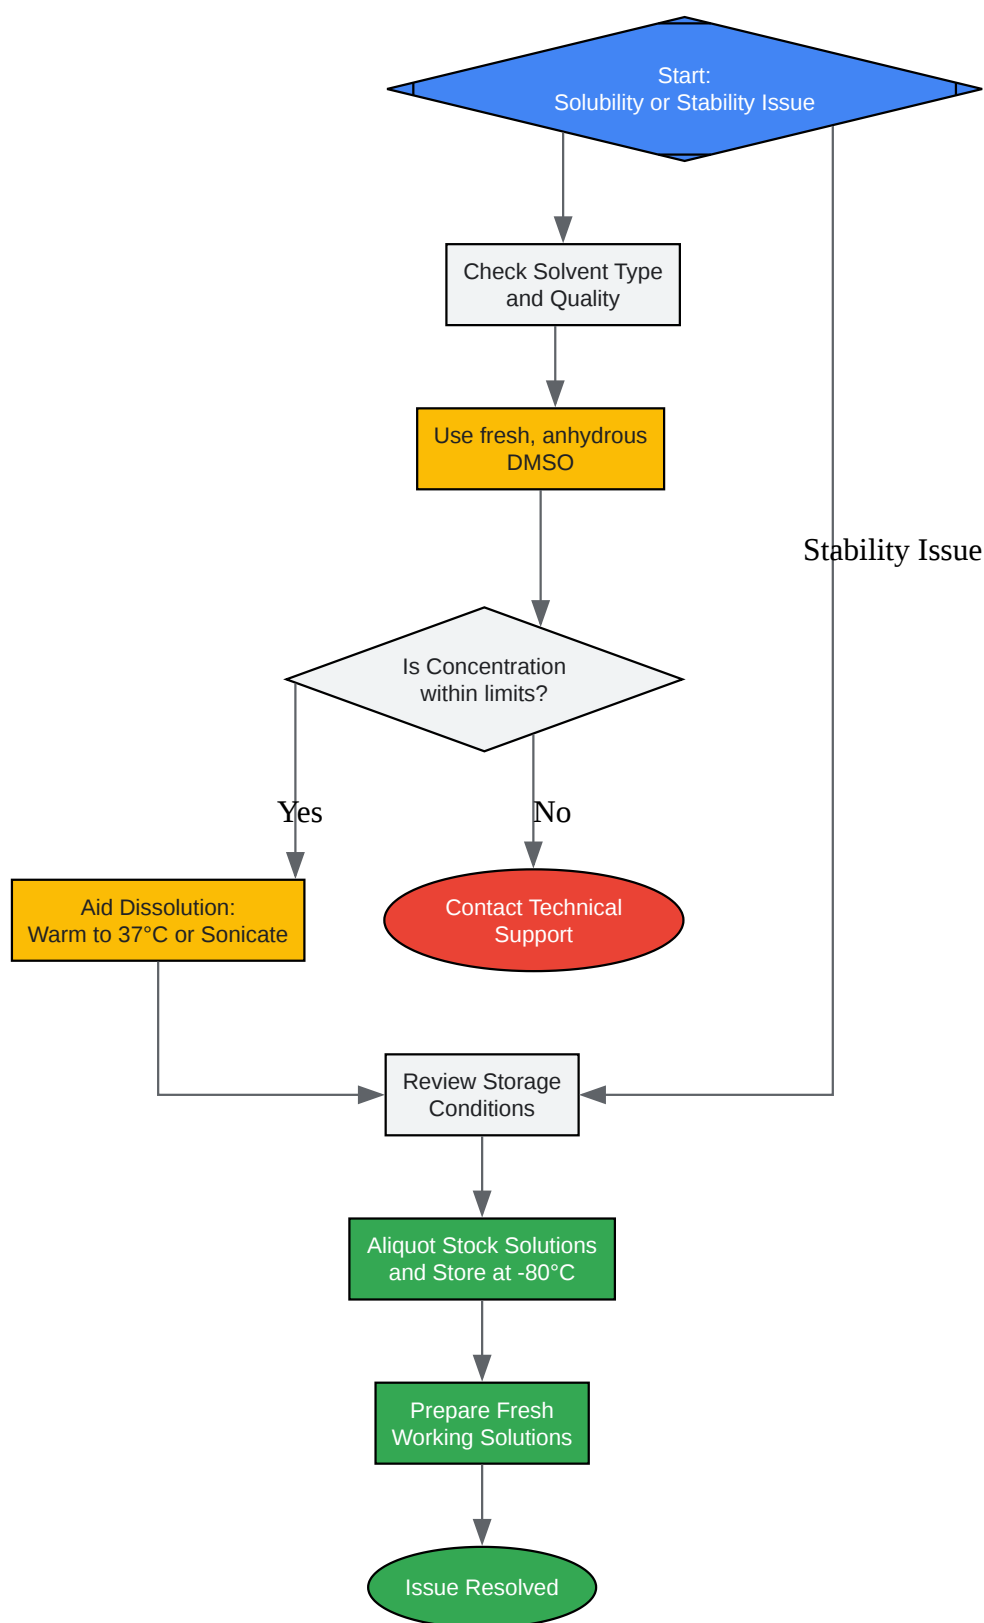 Start:
Solubility or Stability Issue
Check Solvent Type
and Quality
Use fresh, anhydrous
DMSO
Stability Issue
Is Concentration
within limits?
Yes
No
Aid Dissolution:
Warm to 37°C or Sonicate
Contact Technical
Support
Review Storage
Conditions
Aliquot Stock Solutions
and Store at -80°C
Prepare Fresh
Working Solutions
Issue Resolved